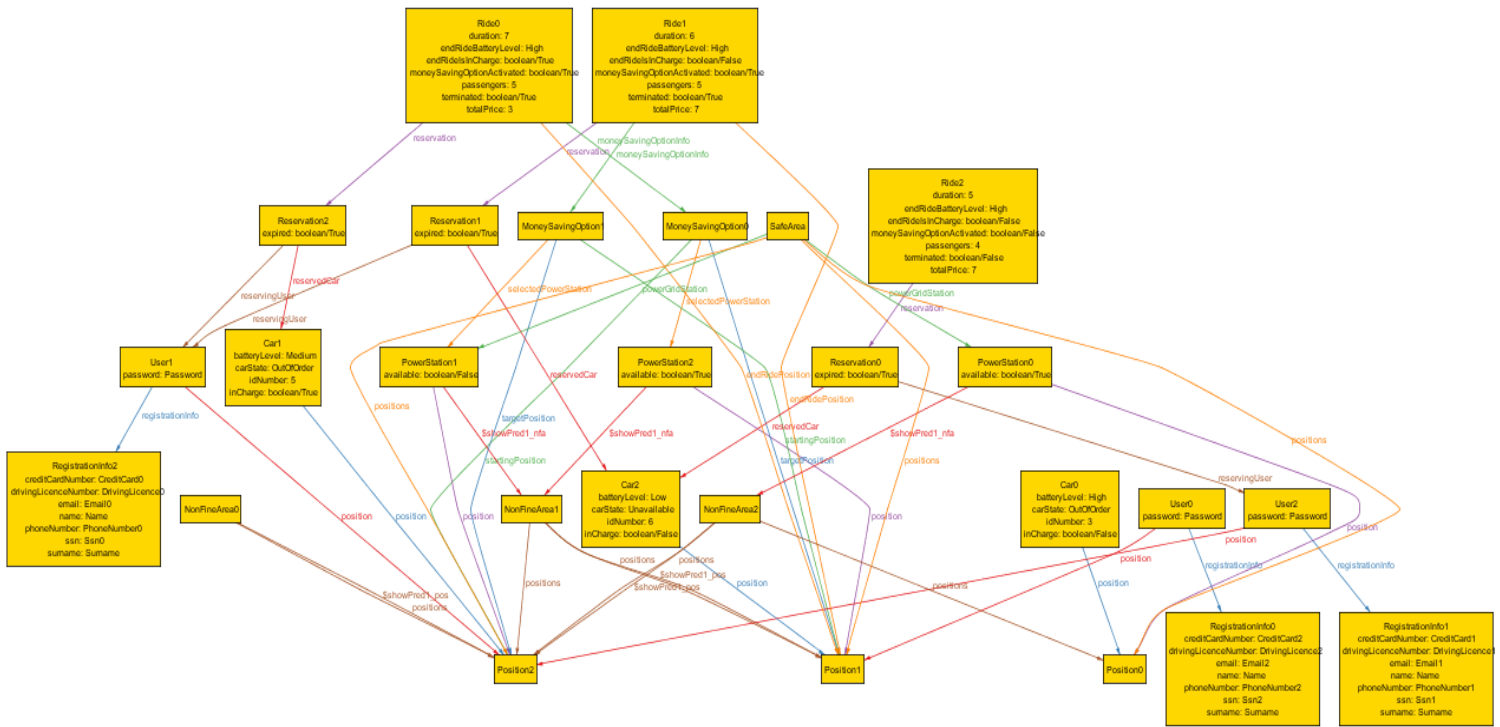 Ride0
duration: 7
endRideBatteryLevel: High
endRideIsInCharge: boolean/True
moneySavingOptionActivated: boolean/True
passengers: 5
terminated: boolean/True
totalPrice: 3
Ride1
duration: 6
endRideBatteryLevel: High
endRideIsInCharge: boolean/False
moneySavingOptionActivated: boolean/True
passengers: 5
terminated: boolean/True
totalPrice: 7
reservation
reservation
moneySavingOptionInfo
moneySavingOptionInfo
Ride2
duration: 5
endRideBatteryLevel: High
endRideIsInCharge: boolean/False
moneySavingOptionActivated: boolean/False
passengers: 4
terminated: boolean/False
totalPrice: 7
Reservation2
expired: boolean/True
Reservation1
expired: boolean/True
MoneySavingOption1
MoneySavingOption0
SafeArea
reservingUser
reservedCar
reservingUser
selectedPowerStation
powerGridStation
selectedPowerStation
powerGridStation
reservation
User1
password: Password
Car1
batteryLevel: Medium
carState: OutOfOrder
idNumber: 5
inCharge: boolean/True
PowerStation1
available: boolean/False
reservedCar
PowerStation2
available: boolean/True
Reservation0
expired: boolean/True
PowerStation0
available: boolean/True
endRidePosition
endRidePosition
registrationInfo
positions
targetPosition
$showPred1_nfa
$showPred1_nfa
reservedCar
startingPosition
$showPred1_nfa
positions
startingPosition
targetPosition
positions
reservingUser
RegistrationInfo2
creditCardNumber: CreditCard0
drivingLicenceNumber: DrivingLicence0
email: Email0
name: Name
phoneNumber: PhoneNumber0
ssn: Ssn0
surname: Surname
NonFineArea0
position
position
position
NonFineArea1
Car2
batteryLevel: Low
carState: Unavailable
idNumber: 6
inCharge: boolean/False
NonFineArea2
position
Car0
batteryLevel: High
carState: OutOfOrder
idNumber: 3
inCharge: boolean/False
User0
password: Password
User2
password: Password
position
$showPred1_pos
positions
positions
positions
$showPred1_pos
positions
$showPred1_pos
position
positions
position
position
position
registrationInfo
registrationInfo
Position2
Position1
Position0
RegistrationInfo0
creditCardNumber: CreditCard2
drivingLicenceNumber: DrivingLicence2
email: Email2
name: Name
phoneNumber: PhoneNumber2
ssn: Ssn2
surname: Surname
RegistrationInfo1
creditCardNumber: CreditCard1
drivingLicenceNumber: DrivingLicence1
email: Email1
name: Name
phoneNumber: PhoneNumber1
ssn: Ssn1
surname: Surname